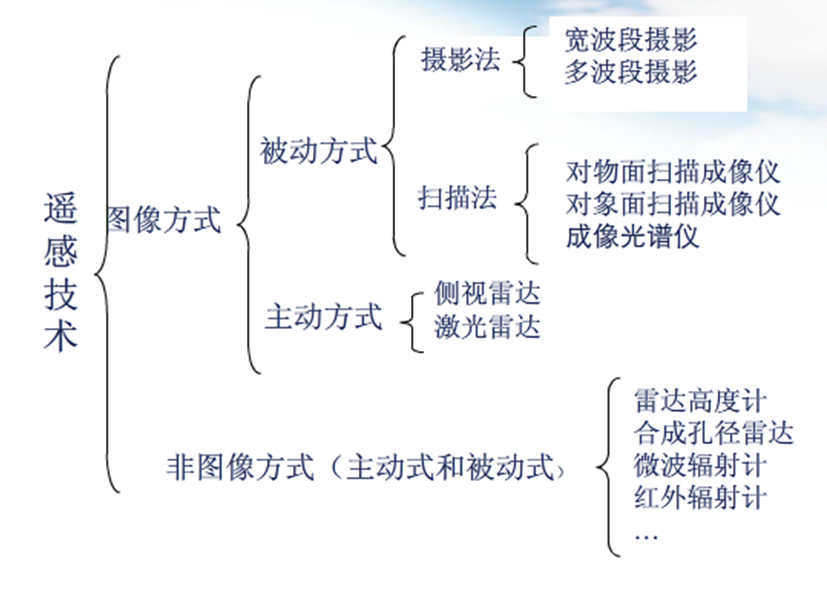 遥感技术
图像方式
被动方式
摄影法
宽波段摄影
多波段摄影
扫描法
对物面扫描成像仪
对象面扫描成像仪
成像光谱仪
主动方式
侧视雷达
激光雷达
非图像方式（主动式和被动式）
雷达高度计
合成孔径雷达
微波辐射计
红外辐射计
…